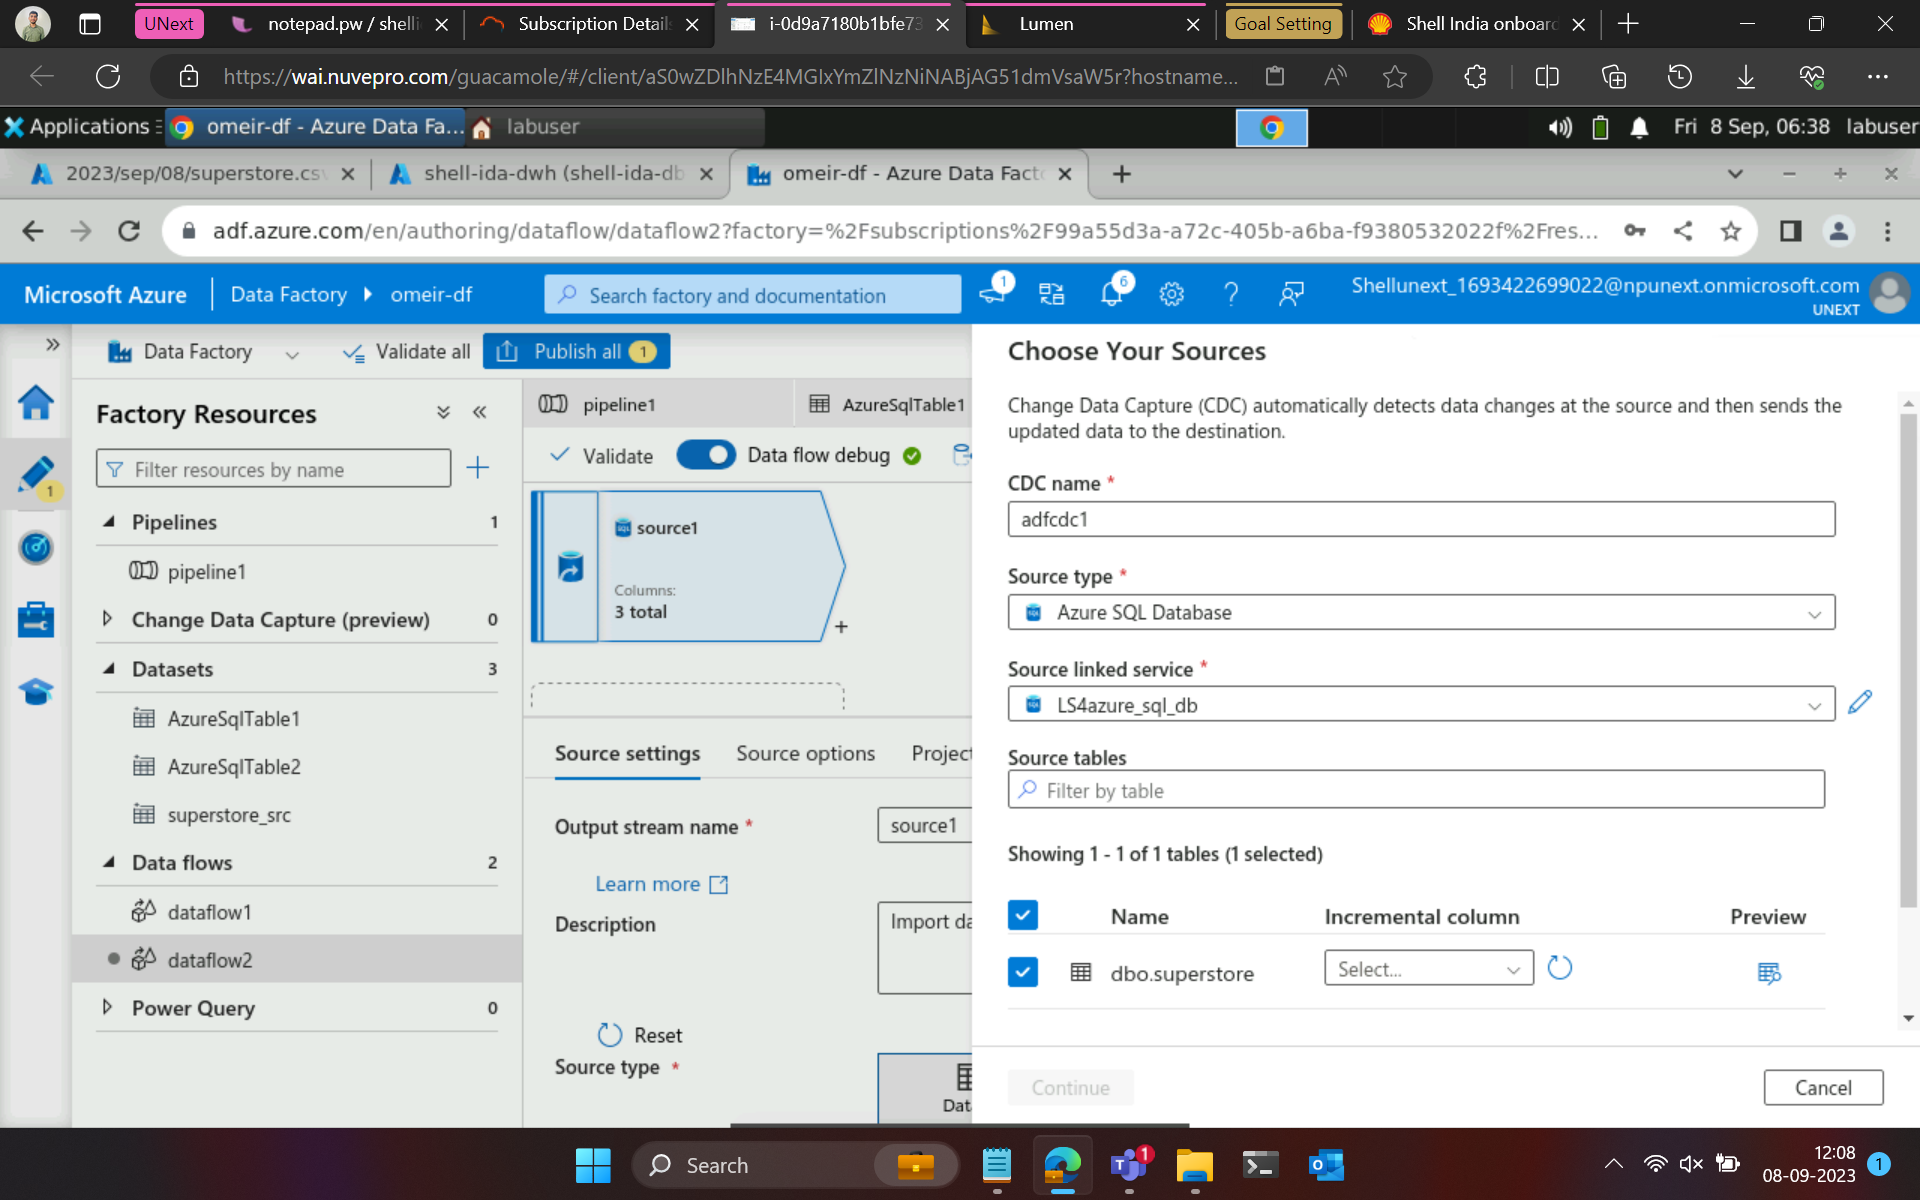 UNext
notepad.pw / shelli
Subscription Details
i-0d9a7180b1bfe73
Lumen
Goal Setting
Shell India onboard
https://wai.nuvepro.com/guacamole/#/client/aS0wZDlhNzE4MGIxYmZlNzNiNABjAG51dmVsaW5r?hostname...
Applications
omeir-df - Azure Data Fa...
labuser
Fri 8 Sep, 06:38
labuser
2023/sep/08/superstore.csv
shell-ida-dwh (shell-ida-db
omeir-df - Azure Data Facto
adf.azure.com/en/authoring/dataflow/dataflow2?factory=%2Fsubscriptions%2F99a55d3a-a72c-405b-a6ba-f9380532022f%2Fres...
Microsoft Azure
Data Factory
omeir-df
Search factory and documentation
1
6
Shellunext_1693422699022@npunext.onmicrosoft.com
UNEXT
Data Factory
Validate all
Publish all
1
Factory Resources
Filter resources by name
1
Pipelines
1
pipeline1
Change Data Capture (preview)
0
Datasets
3
AzureSqlTable1
AzureSqlTable2
superstore_src
Data flows
2
dataflow1
dataflow2
Power Query
0
pipeline1
AzureSqlTable1
Validate
Data flow debug
source1
Columns:
3 total
+
Source settings
Source options
Project
Output stream name *
source1
Learn more
Description
Import da
Reset
Source type *
Dat
Choose Your Sources
Change Data Capture (CDC) automatically detects data changes at the source and then sends the
updated data to the destination.
CDC name *
adfcdc1
Source type *
Azure SQL Database
Source linked service *
LS4azure_sql_db
Source tables
Filter by table
Showing 1 - 1 of 1 tables (1 selected)
Name
Incremental column
Preview
dbo.superstore
Select...
Continue
Cancel
Search
1
12:08
08-09-2023
1